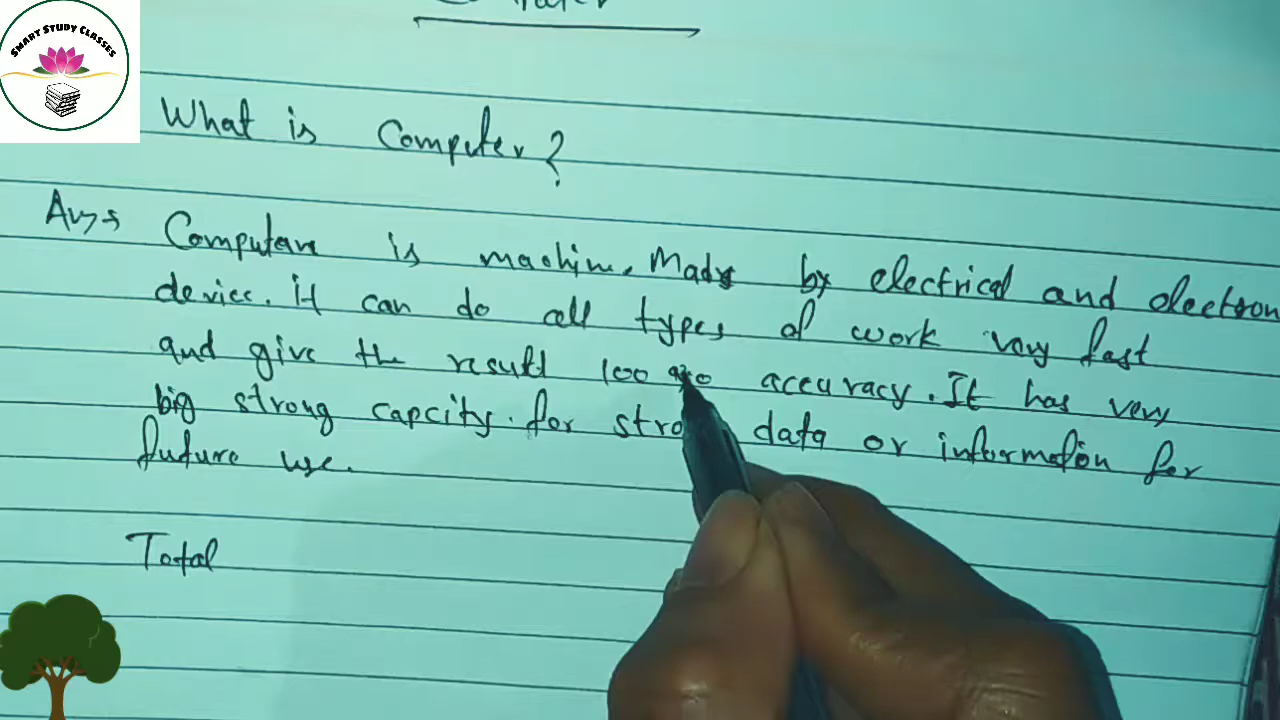 SMART STUDY CLASSES
What is Computer?
Ans→ Computer is machine. Made by electrical and electron
device. it can do all types of work very fast
and give the result 100 % accuracy. It has very
big strong capcity. for stro data or information for
future use.
Total